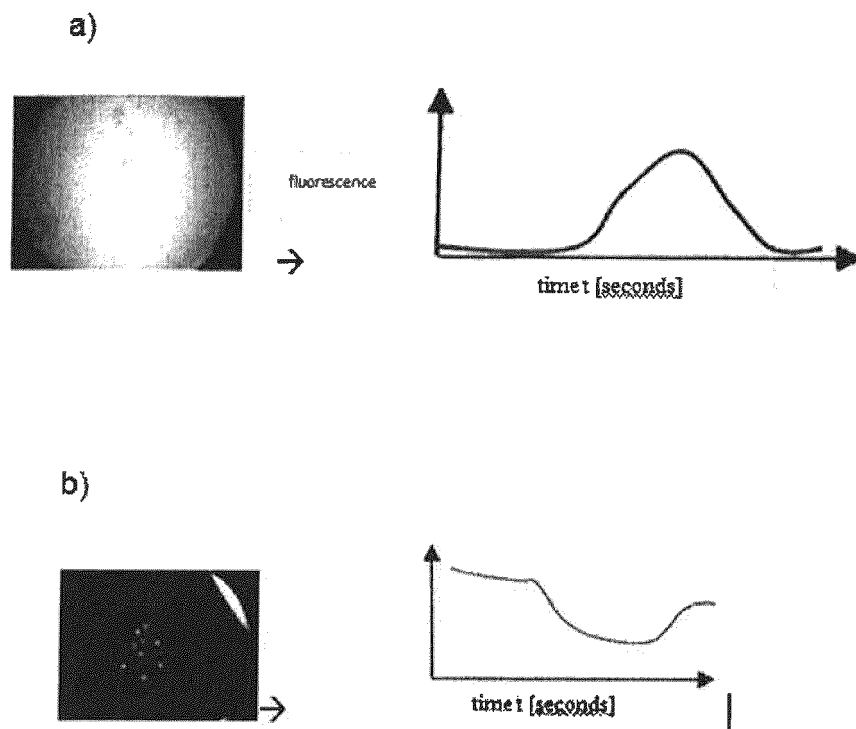 a)
fluorescence
→
time t [seconds]
b)
→
time t [seconds]